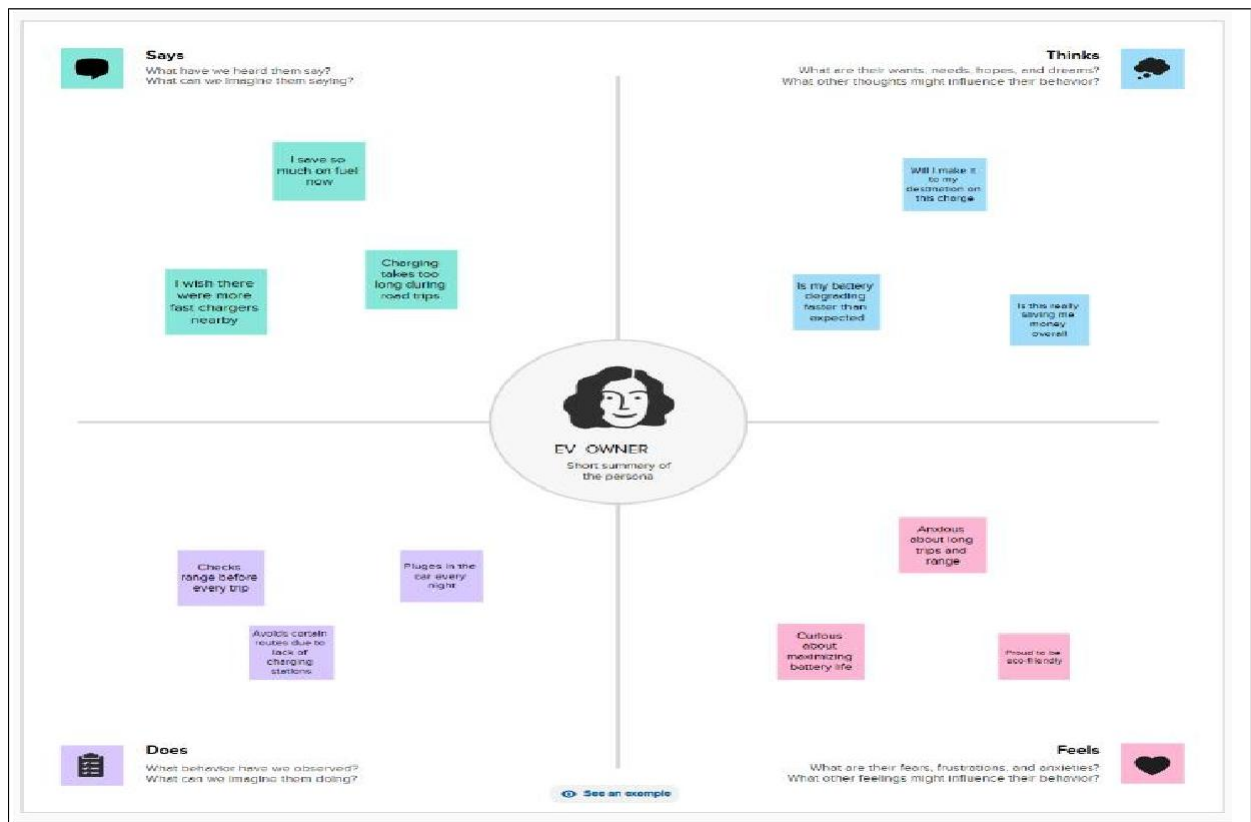 Says
What have we heard them say?
What can we imagine them saying?
Thinks
What are their wants, needs, hopes, and dreams?
What other thoughts might influence their behavior?
I save so
much on fuel
now
I wish there
were more
fast chargers
nearby
Charging
takes too
long during
road trips.
Will I make it
to my
destination on
this charge
Is my battery
degrading
faster than
expected
Is this really
saving me
money
overall
EV OWNER
Short summary of
the persona
Checks
range before
every trip
Pluges in the
car every
night
Avoids certain
routes due to
lack of
charging
stations
Anxious
about long
trips and
range
Curious
about
maximizing
battery life
Proud to be
eco-friendly
Does
What behavior have we observed?
What can we imagine them doing?
Feels
What are their fears, frustrations, and anxieties?
What other feelings might influence their behavior?
See an example